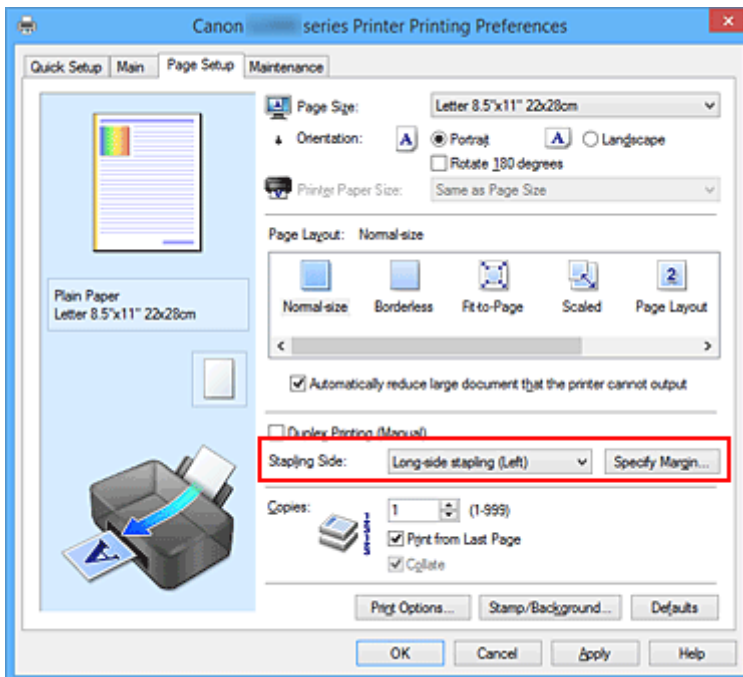 Canon series Printer Printing Preferences
Quick Setup Main Page Setup Maintenance
Page Size: Letter 8.5"x11" 22x28cm
Orientation: A Portrait A Landscape
Rotate 180 degrees
Printer Paper Size: Same as Page Size
Page Layout: Normal-size
2
Normal-size Borderless Fit-to-Page Scaled Page Layout
Plain Paper
Letter 8.5"x11" 22x28cm
Automatically reduce large document that the printer cannot output
Duplex Printing (Manual)
Stapling Side: Long-side stapling (Left) Specify Margin...
Copies: 1 (1-999)
Print from Last Page
Collate
A
Print Options... Stamp/Background... Defaults
OK Cancel Apply Help